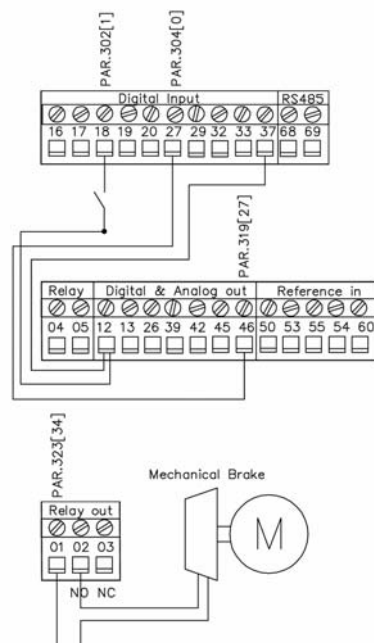 PAR.302[1]
PAR.304[0]
Digital Input RS485
16 17 18 19 20 27 29 32 33 37 68 69
PAR.319[27]
Relay Digital & Analog out Reference in
04 05 12 13 26 39 42 45 46 50 53 55 54 60
PAR.323[34]
Mechanical Brake
Relay out
01 02 03
M
NO NC